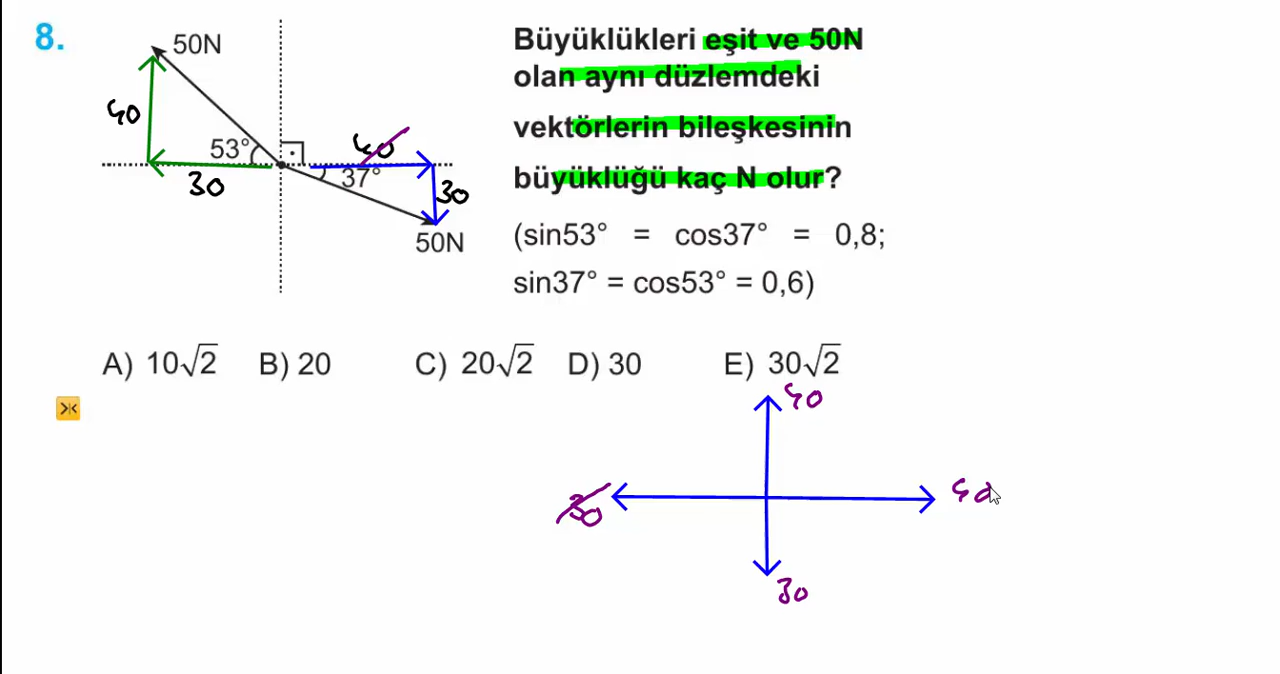 8.
50N
40
53°
30
40
37°
30
50N
Büyüklükleri eşit ve 50N
olan aynı düzlemdeki
vektörlerin bileşkesinin
büyüklüğü kaç N olur?
(sin53° = cos37° = 0,8;
sin37° = cos53° = 0,6)
A) 10√2 B) 20 C) 20√2 D) 30 E) 30√2
40
30
40
30